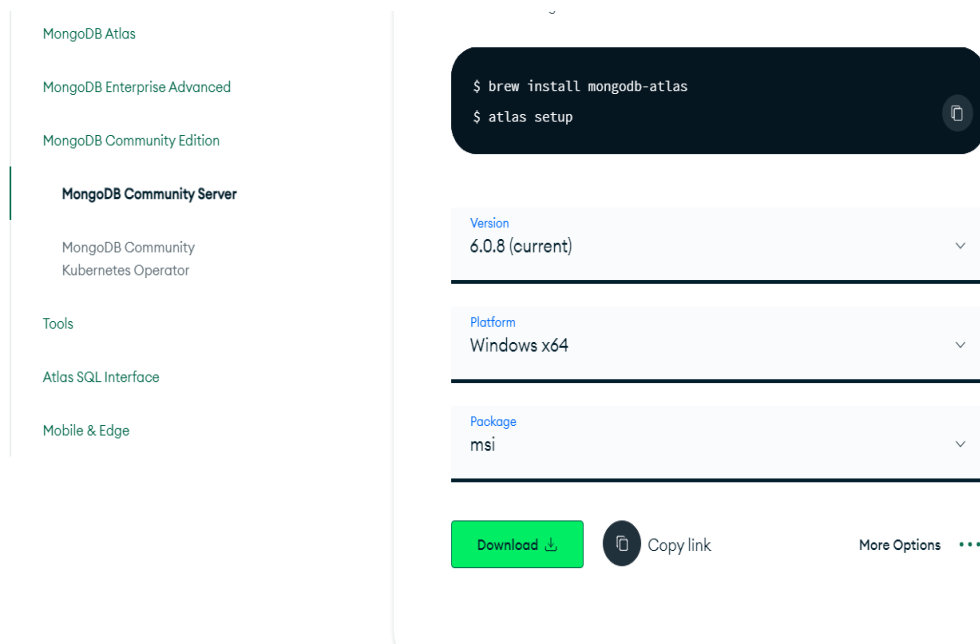 MongoDB Atlas
MongoDB Enterprise Advanced
MongoDB Community Edition
MongoDB Community Server
MongoDB Community
Kubernetes Operator
Tools
Atlas SQL Interface
Mobile & Edge
$ brew install mongodb-atlas
$ atlas setup
Version
6.0.8 (current)
Platform
Windows x64
Package
msi
Download
Copy link
More Options